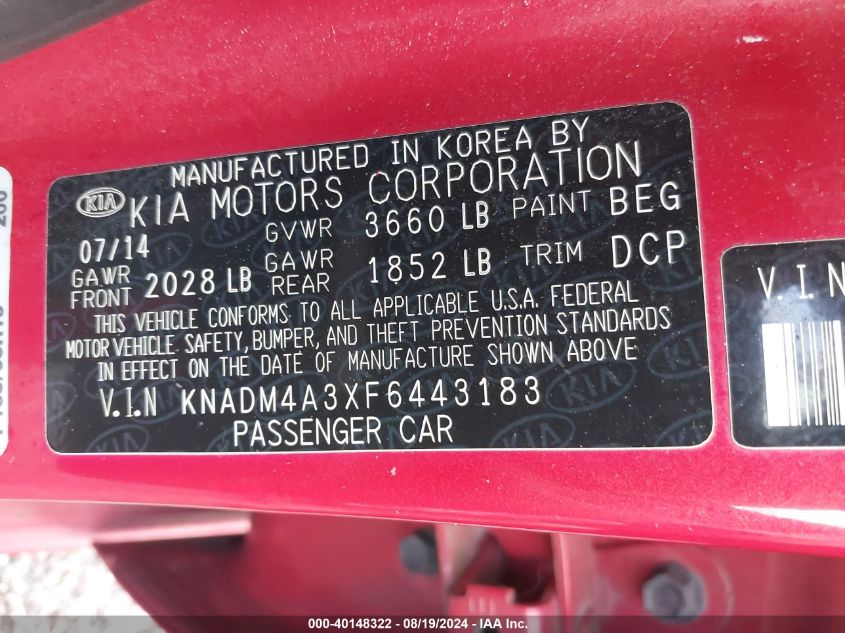 MANUFACTURED IN KOREA BY
KIA KIA MOTORS CORPORATION
07/14 GVWR 3660 LB PAINT BEG
GAWR FRONT 2028 LB GAWR REAR 1852 LB TRIM DCP
THIS VEHICLE CONFORMS TO ALL APPLICABLE U.S.A. FEDERAL
MOTOR VEHICLE SAFETY, BUMPER, AND THEFT PREVENTION STANDARDS
IN EFFECT ON THE DATE OF MANUFACTURE SHOWN ABOVE
V.I.N KNADM4A3XF6443183
PASSENGER CAR
V.I.N
000-40148322 - 08/19/2024 - IAA Inc.